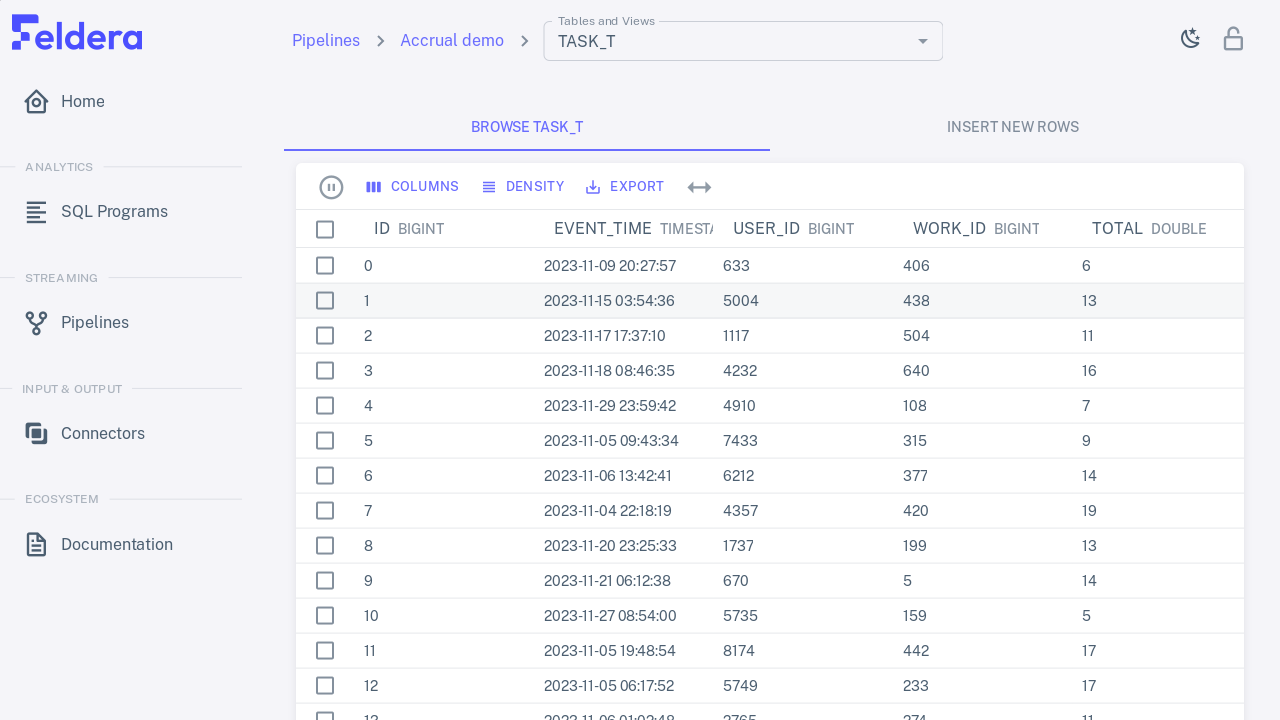 Feldera
Pipelines > Accrual demo >
Tables and Views
TASK_T
Home
ANALYTICS
SQL Programs
STREAMING
Pipelines
INPUT & OUTPUT
Connectors
ECOSYSTEM
Documentation
BROWSE TASK_T INSERT NEW ROWS
COLUMNS DENSITY EXPORT
ID BIGINT EVENT_TIME TIMESTA USER_ID BIGINT WORK_ID BIGINT TOTAL DOUBLE
0 2023-11-09 20:27:57 633 406 6
1 2023-11-15 03:54:36 5004 438 13
2 2023-11-17 17:37:10 1117 504 11
3 2023-11-18 08:46:35 4232 640 16
4 2023-11-29 23:59:42 4910 108 7
5 2023-11-05 09:43:34 7433 315 9
6 2023-11-06 13:42:41 6212 377 14
7 2023-11-04 22:18:19 4357 420 19
8 2023-11-20 23:25:33 1737 199 13
9 2023-11-21 06:12:38 670 5 14
10 2023-11-27 08:54:00 5735 159 5
11 2023-11-05 19:48:54 8174 442 17
12 2023-11-05 06:17:52 5749 233 17